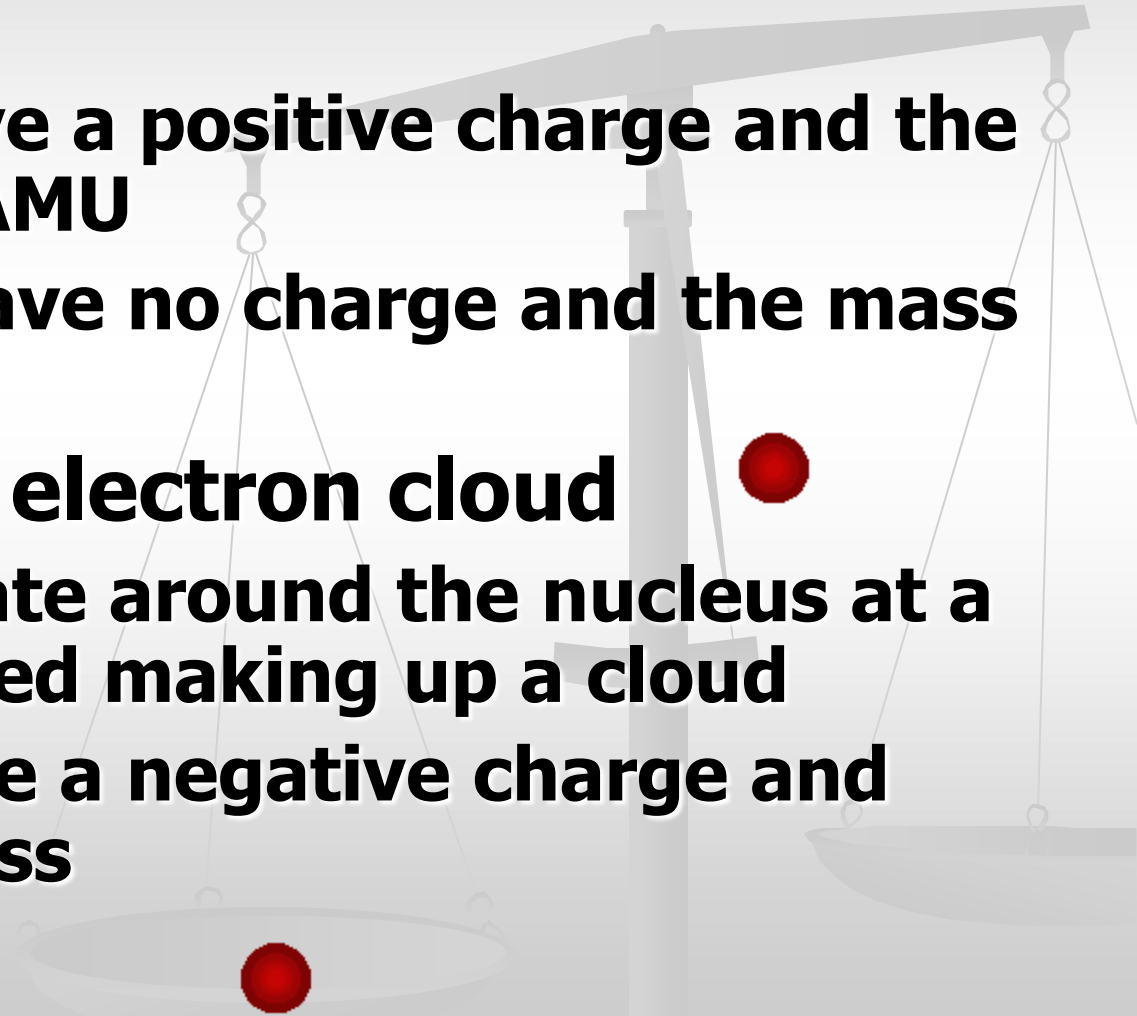 ve a positive charge and the
AMU
ave no charge and the mass
electron cloud
ate around the nucleus at a
ed making up a cloud
e a negative charge and
ss